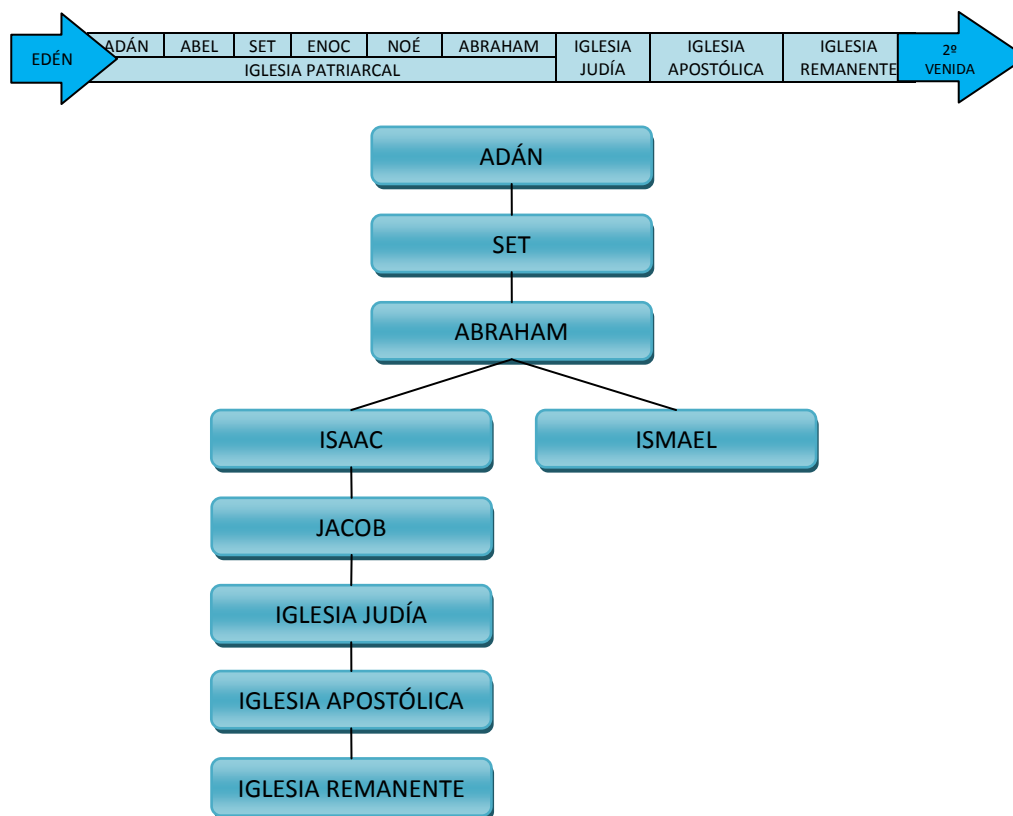 EDÉN
ADÁN ABEL SET ENOC NOÉ ABRAHAM
IGLESIA PATRIARCAL
IGLESIA
JUDÍA
IGLESIA
APOSTÓLICA
IGLESIA
REMANENTE
2º
VENIDA
ADÁN
SET
ABRAHAM
ISAAC
ISMAEL
JACOB
IGLESIA JUDÍA
IGLESIA APOSTÓLICA
IGLESIA REMANENTE